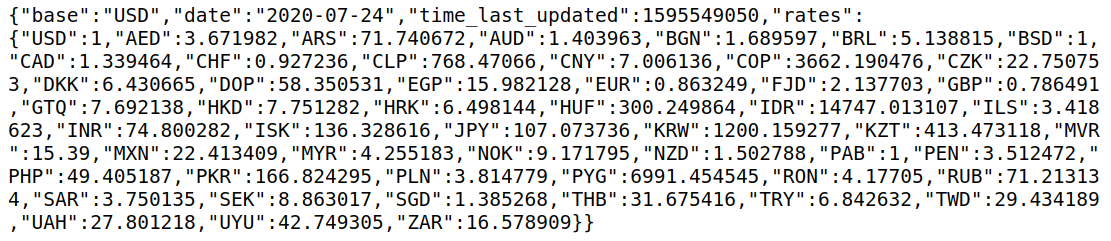 {"base":"USD","date":"2020-07-24","time_last_updated":1595549050,"rates":
{"USD":1,"AED":3.671982,"ARS":71.740672,"AUD":1.403963,"BGN":1.689597,"BRL":5.138815,"BSD":1,
"CAD":1.339464,"CHF":0.927236,"CLP":768.47066,"CNY":7.006136,"COP":3662.190476,"CZK":22.75075
3,"DKK":6.430665,"DOP":58.350531,"EGP":15.982128,"EUR":0.863249,"FJD":2.137703,"GBP":0.786491
,"GTQ":7.692138,"HKD":7.751282,"HRK":6.498144,"HUF":300.249864,"IDR":14747.013107,"ILS":3.418
623,"INR":74.800282,"ISK":136.328616,"JPY":107.073736,"KRW":1200.159277,"KZT":413.473118,"MVR
":15.39,"MXN":22.413409,"MYR":4.255183,"NOK":9.171795,"NZD":1.502788,"PAB":1,"PEN":3.512472,"
PHP":49.405187,"PKR":166.824295,"PLN":3.814779,"PYG":6991.454545,"RON":4.17705,"RUB":71.21313
4,"SAR":3.750135,"SEK":8.863017,"SGD":1.385268,"THB":31.675416,"TRY":6.842632,"TWD":29.434189
,"UAH":27.801218,"UYU":42.749305,"ZAR":16.578909}}